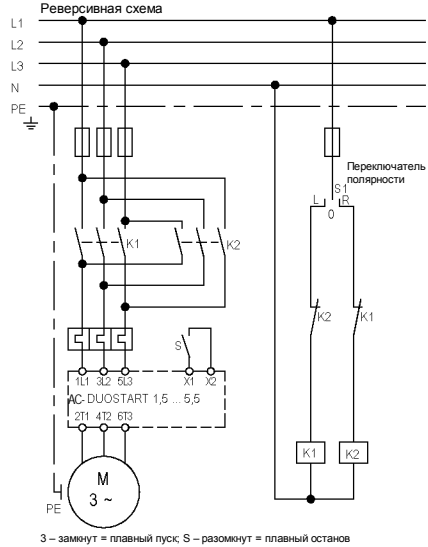 Реверсивная схема
L1
L2
L3
N
PE
Переключатель
полярности
S1
L R
0
K1 K2
K2 K1
S
1L1 3L2 5L3 X1 X2
AC- DUOSTART 1,5 ... 5,5
2T1 4T2 6T3
K1 K2
M
3 ~
PE
3 – замкнут = плавный пуск; S – разомкнут = плавный останов